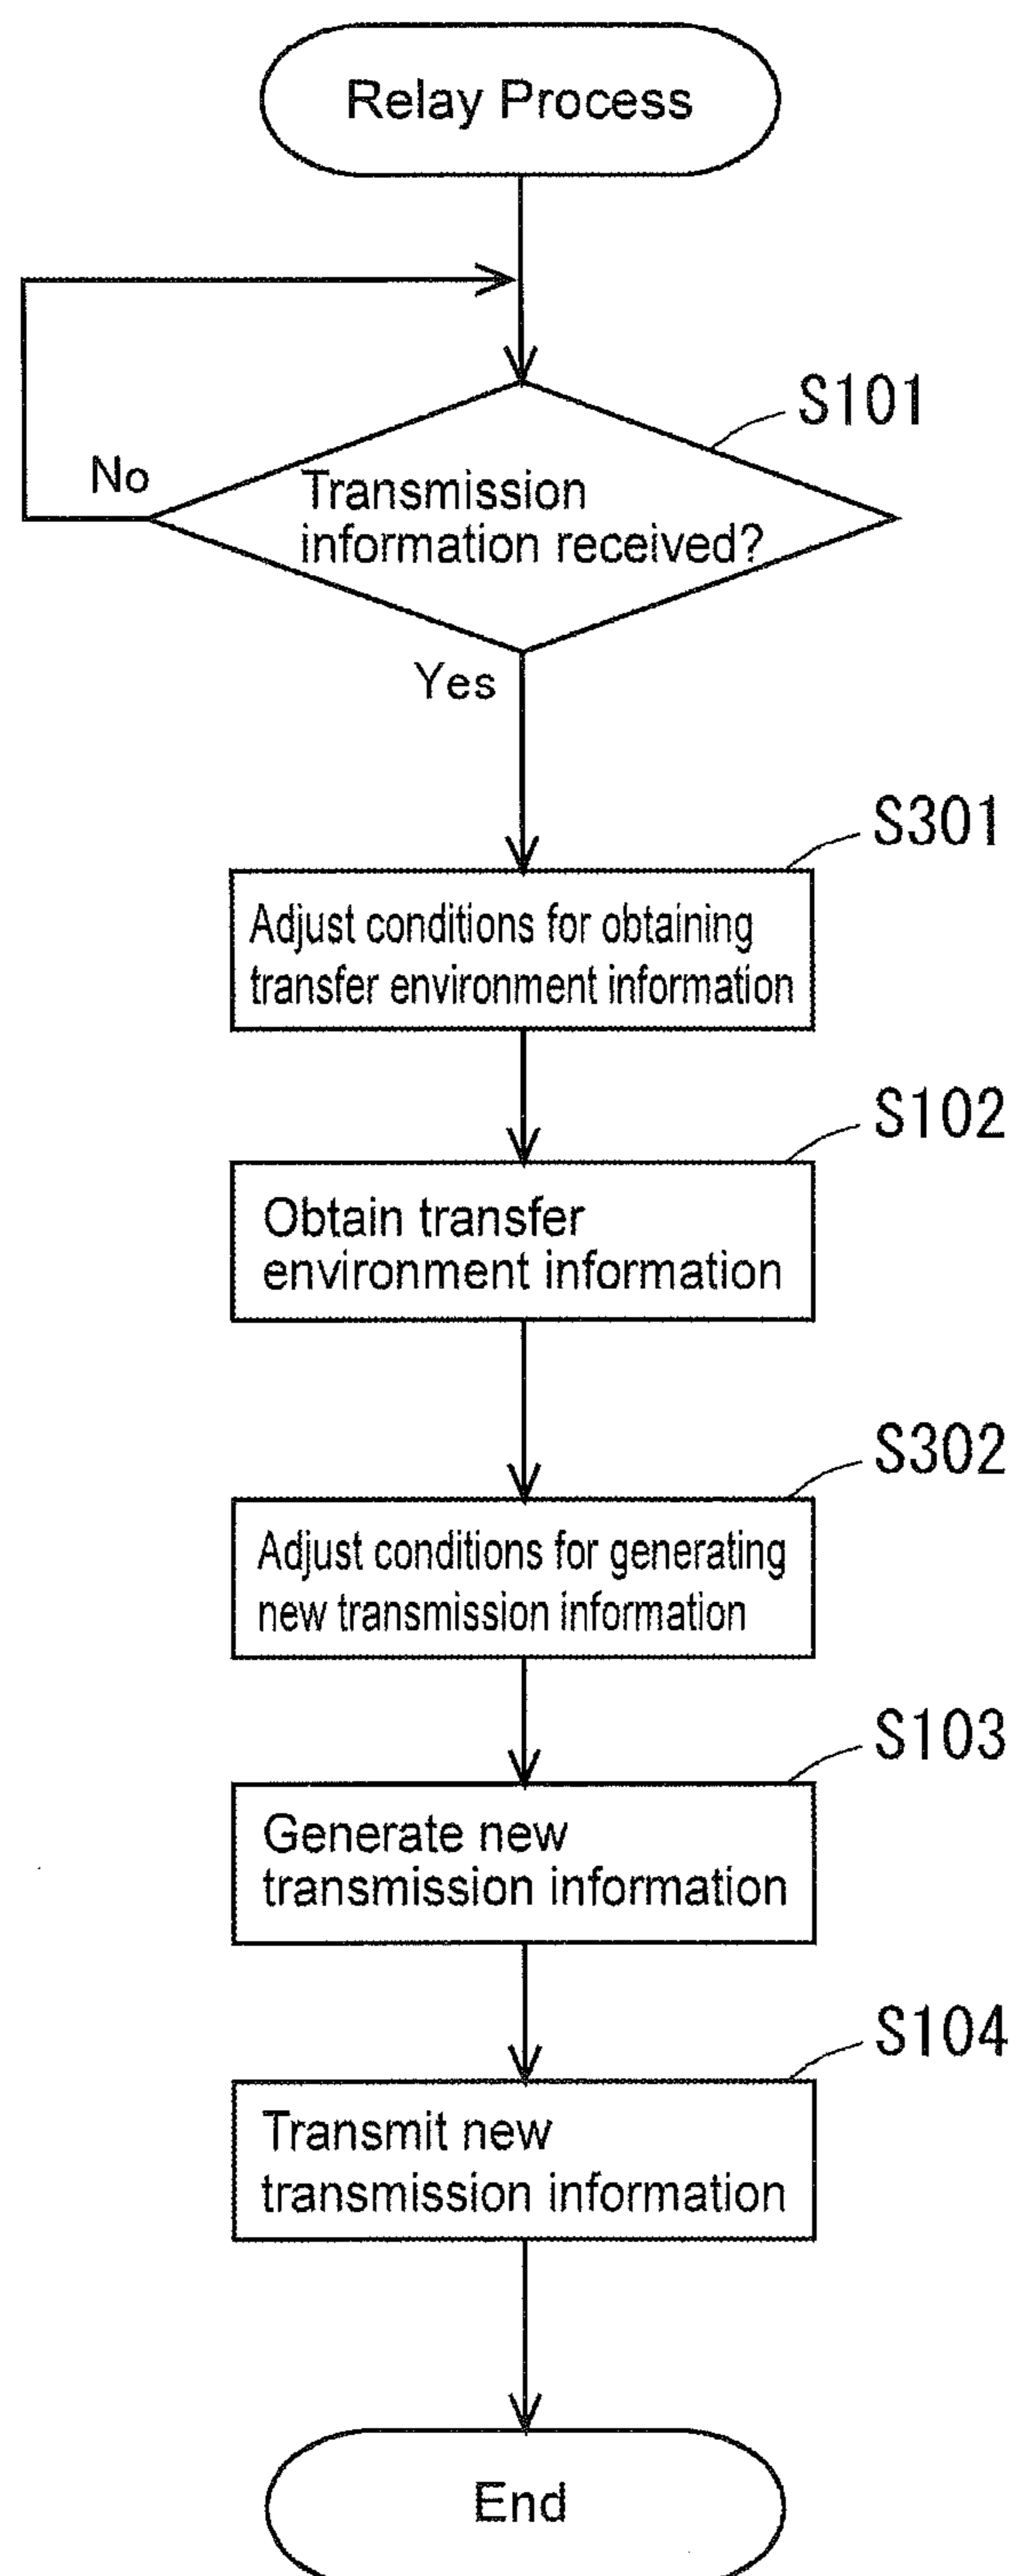 Relay Process
S101
No
Transmission
information received?
Yes
S301
Adjust conditions for obtaining
transfer environment information
S102
Obtain transfer
environment information
S302
Adjust conditions for generating
new transmission information
S103
Generate new
transmission information
S104
Transmit new
transmission information
End